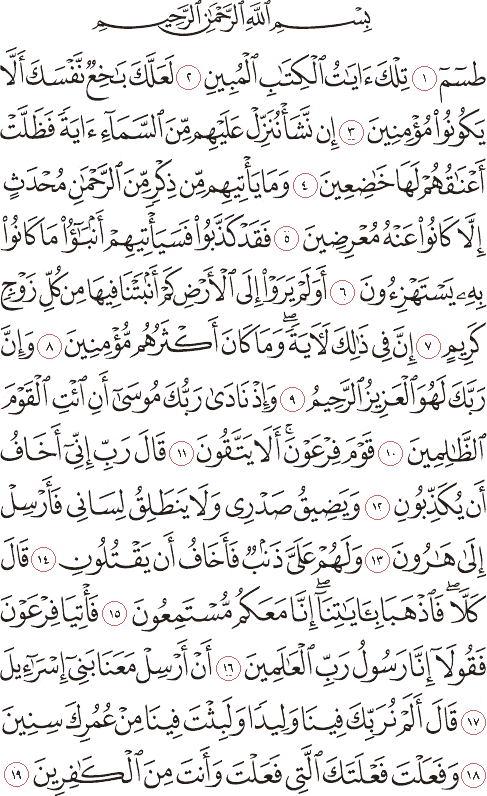 بِسْمِ ٱللَّهِ ٱلرَّحْمَٰنِ ٱلرَّحِيمِ
طسٓمٓ ١ تِلْكَ ءَايَٰتُ ٱلْكِتَٰبِ ٱلْمُبِينِ ٢ لَعَلَّكَ بَٰخِعٌ نَّفْسَكَ أَلَّا
يَكُونُوا۟ مُؤْمِنِينَ ٣ إِن نَّشَأْ نُنَزِّلْ عَلَيْهِم مِّنَ ٱلسَّمَآءِ ءَايَةً فَظَلَّتْ
أَعْنَٰقُهُمْ لَهَا خَٰضِعِينَ ٤ وَمَا يَأْتِيهِم مِّن ذِكْرٍ مِّنَ ٱلرَّحْمَٰنِ مُحْدَثٍ
إِلَّا كَانُوا۟ عَنْهُ مُعْرِضِينَ ٥ فَقَدْ كَذَّبُوا۟ فَسَيَأْتِيهِمْ أَنۢبَٰٓؤُا۟ مَا كَانُوا۟
بِهِۦ يَسْتَهْزِءُونَ ٦ أَوَلَمْ يَرَوْا۟ إِلَى ٱلْأَرْضِ كَمْ أَنۢبَتْنَا فِيهَا مِن كُلِّ زَوْجٍ
كَرِيمٍ ٧ إِنَّ فِى ذَٰلِكَ لَءَايَةً ۖ وَمَا كَانَ أَكْثَرُهُم مُّؤْمِنِينَ ٨ وَإِنَّ
رَبَّكَ لَهُوَ ٱلْعَزِيزُ ٱلرَّحِيمُ ٩ وَإِذْ نَادَىٰ رَبُّكَ مُوسَىٰٓ أَنِ ٱئْتِ ٱلْقَوْمَ
ٱلظَّٰلِمِينَ ١٠ قَوْمَ فِرْعَوْنَ ۚ أَلَا يَتَّقُونَ ١١ قَالَ رَبِّ إِنِّىٓ أَخَافُ
أَن يُكَذِّبُونِ ١٢ وَيَضِيقُ صَدْرِى وَلَا يَنطَلِقُ لِسَانِى فَأَرْسِلْ
إِلَىٰ هَٰرُونَ ١٣ وَلَهُمْ عَلَىَّ ذَنۢبٌ فَأَخَافُ أَن يَقْتُلُونِ ١٤ قَالَ
كَلَّا ۖ فَٱذْهَبَا بِـَٔايَٰتِنَآ ۖ إِنَّا مَعَكُم مُّسْتَمِعُونَ ١٥ فَأْتِيَا فِرْعَوْنَ
فَقُولَآ إِنَّا رَسُولُ رَبِّ ٱلْعَٰلَمِينَ ١٦ أَنْ أَرْسِلْ مَعَنَا بَنِىٓ إِسْرَٰٓءِيلَ
١٧ قَالَ أَلَمْ نُرَبِّكَ فِينَا وَلِيدًا وَلَبِثْتَ فِينَا مِنْ عُمُرِكَ سِنِينَ
١٨ وَفَعَلْتَ فَعْلَتَكَ ٱلَّتِى فَعَلْتَ وَأَنتَ مِنَ ٱلْكَٰفِرِينَ ١٩